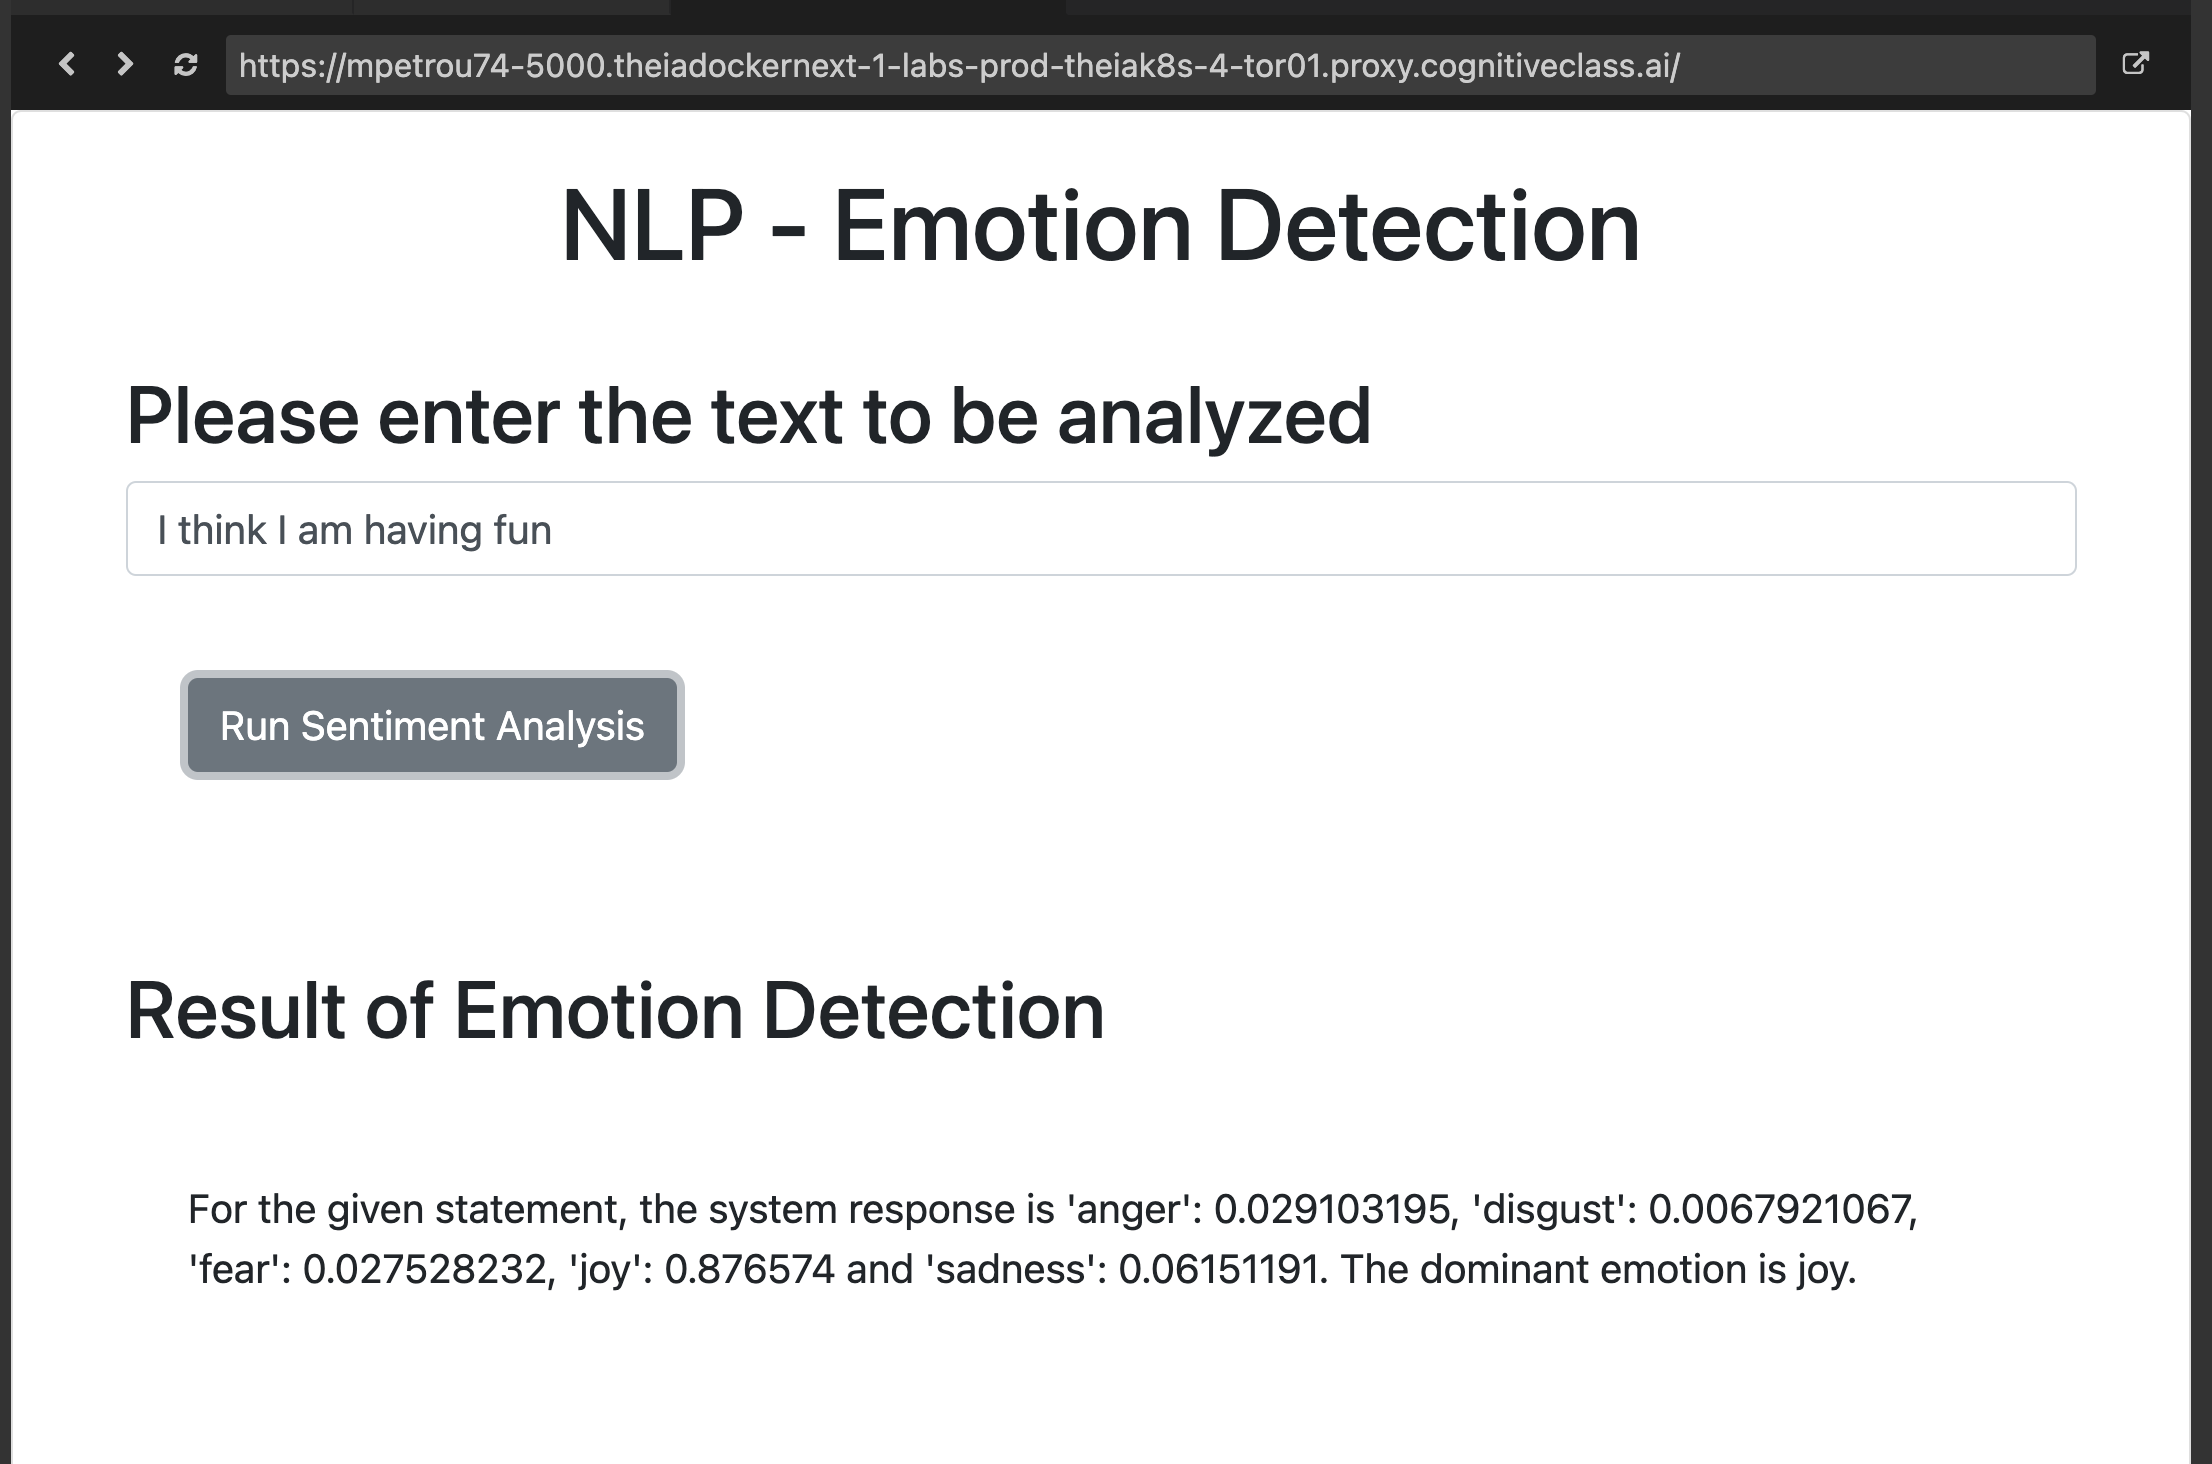 https://mpetrou74-5000.theiadockernext-1-labs-prod-theiak8s-4-tor01.proxy.cognitiveclass.ai/
NLP - Emotion Detection
Please enter the text to be analyzed
I think I am having fun
Run Sentiment Analysis
Result of Emotion Detection
For the given statement, the system response is 'anger': 0.029103195, 'disgust': 0.0067921067,
'fear': 0.027528232, 'joy': 0.876574 and 'sadness': 0.06151191. The dominant emotion is joy.